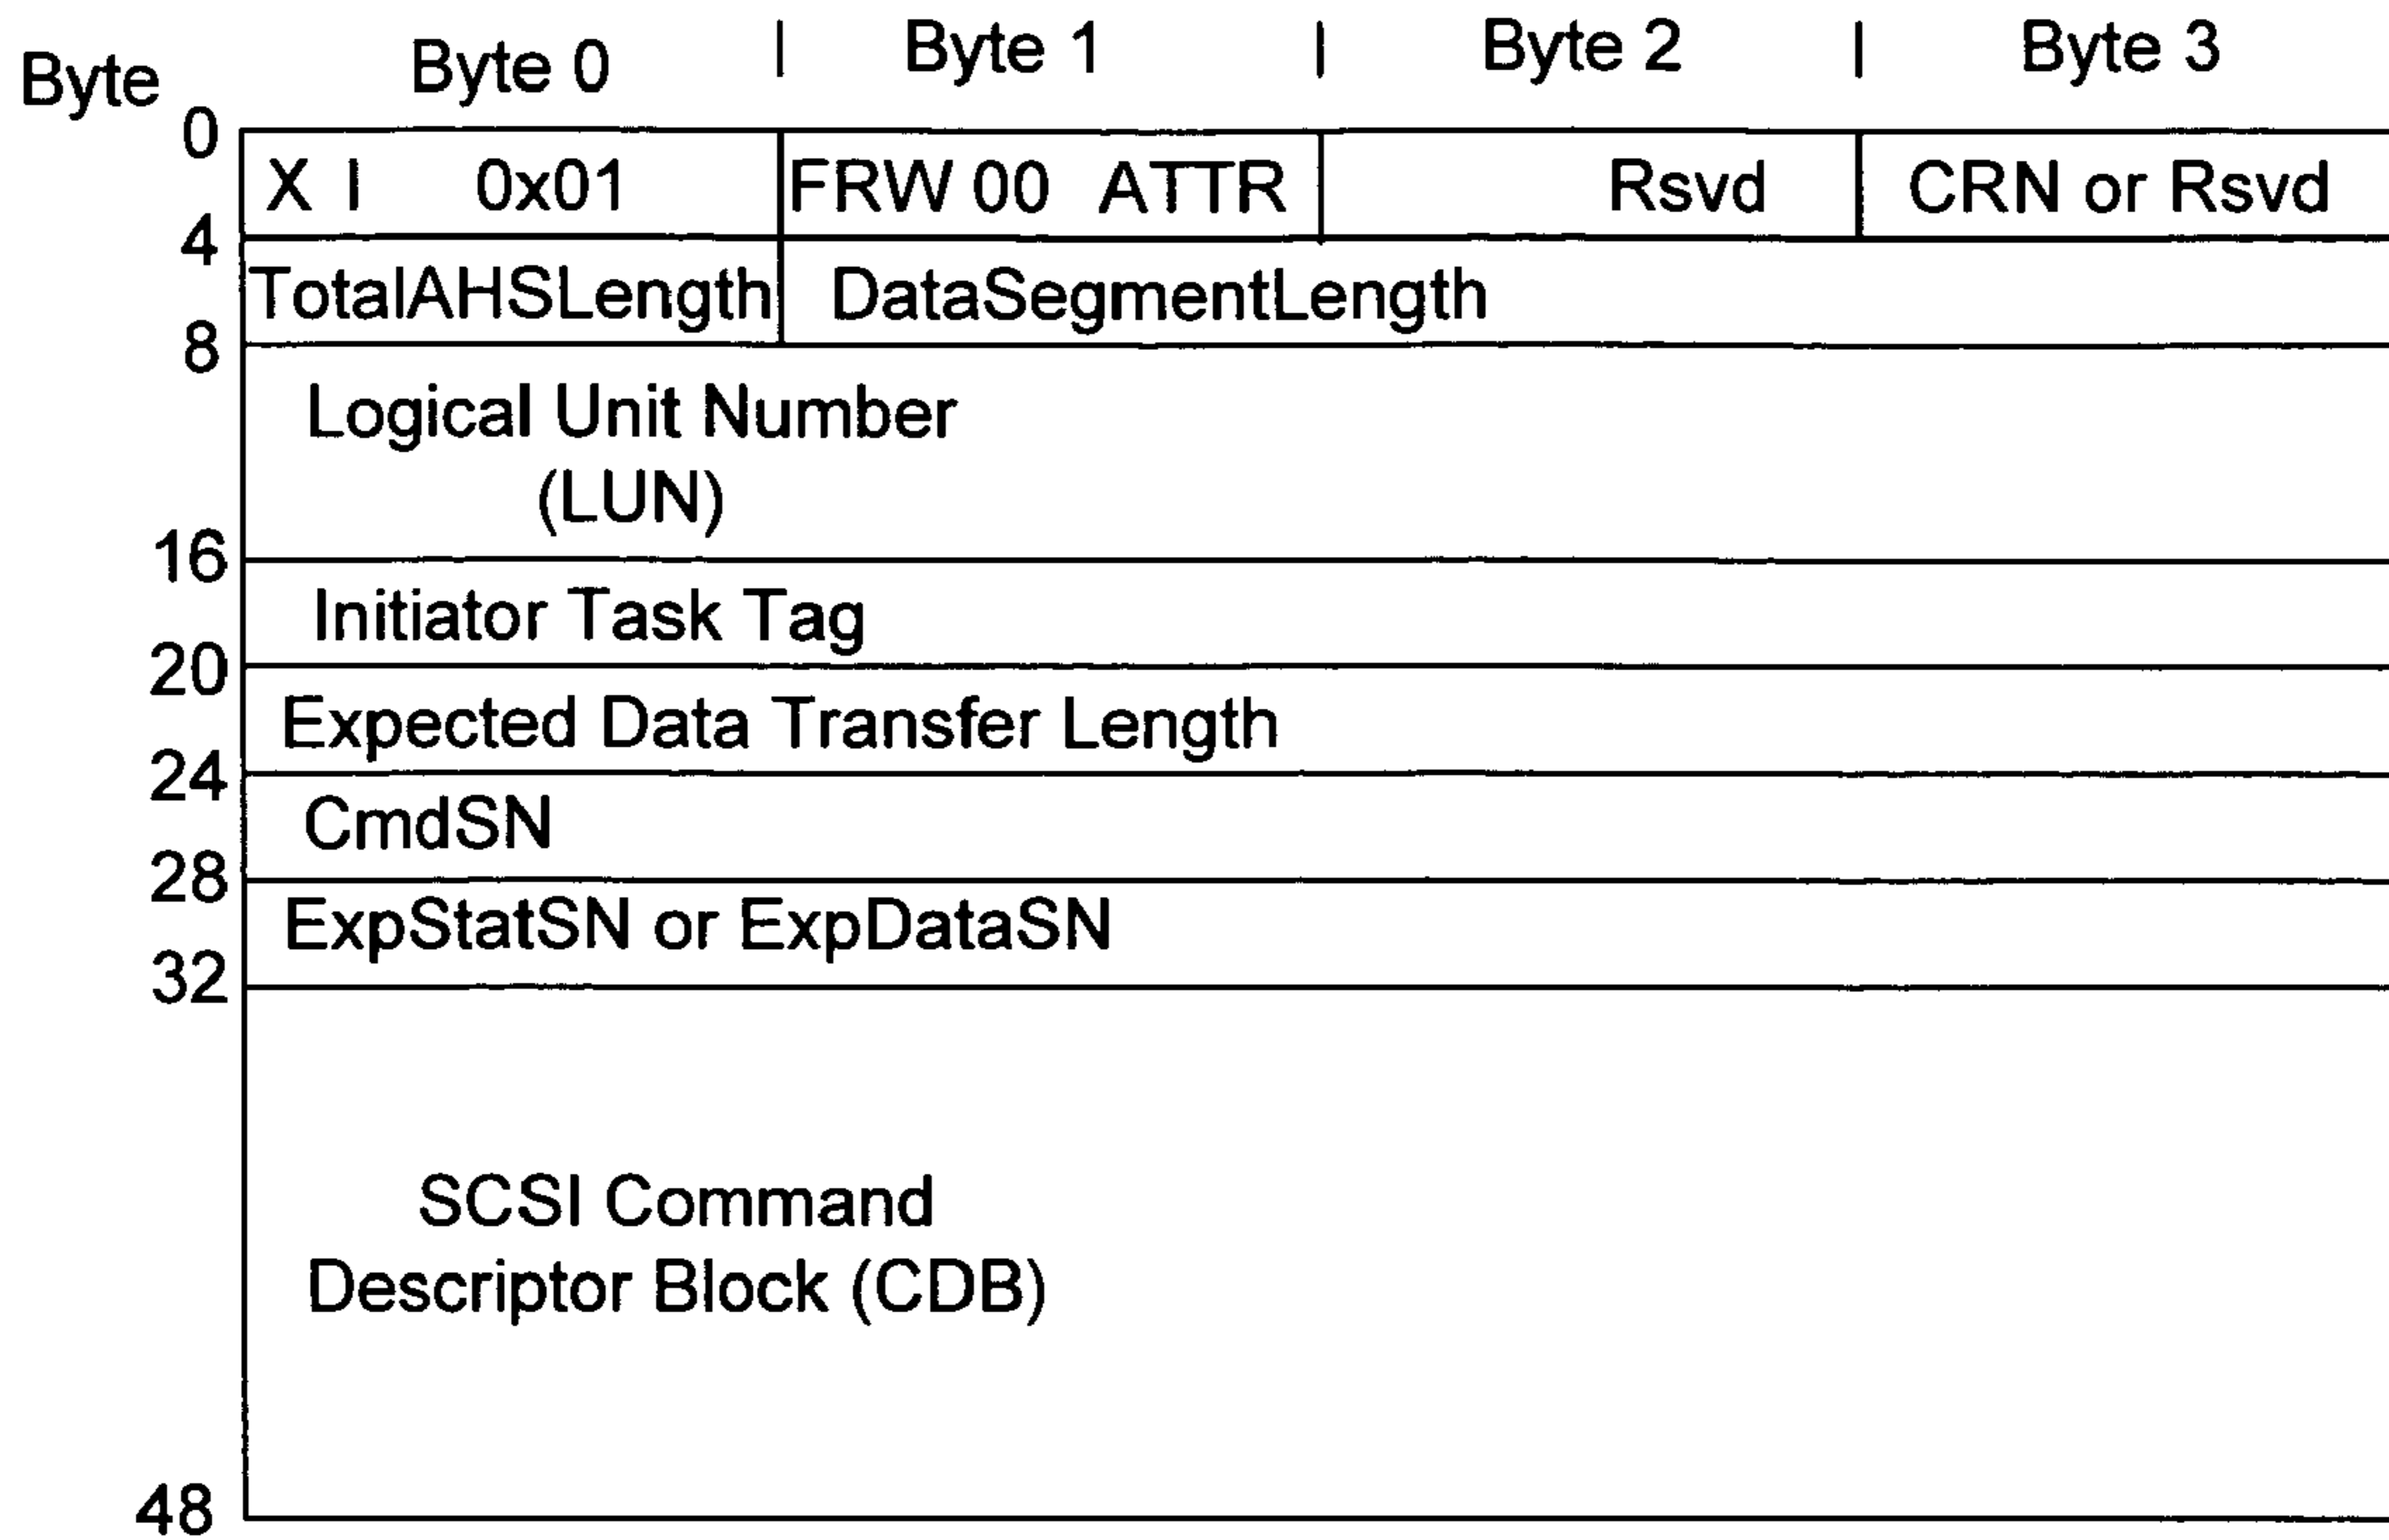 Byte Byte 0 | Byte 1 | Byte 2 | Byte 3
0
X I 0x01 FRW 00 ATTR Rsvd CRN or Rsvd
4
TotalAHSLength DataSegmentLength
8
Logical Unit Number
(LUN)
16
Initiator Task Tag
20
Expected Data Transfer Length
24
CmdSN
28
ExpStatSN or ExpDataSN
32
SCSI Command
Descriptor Block (CDB)
48